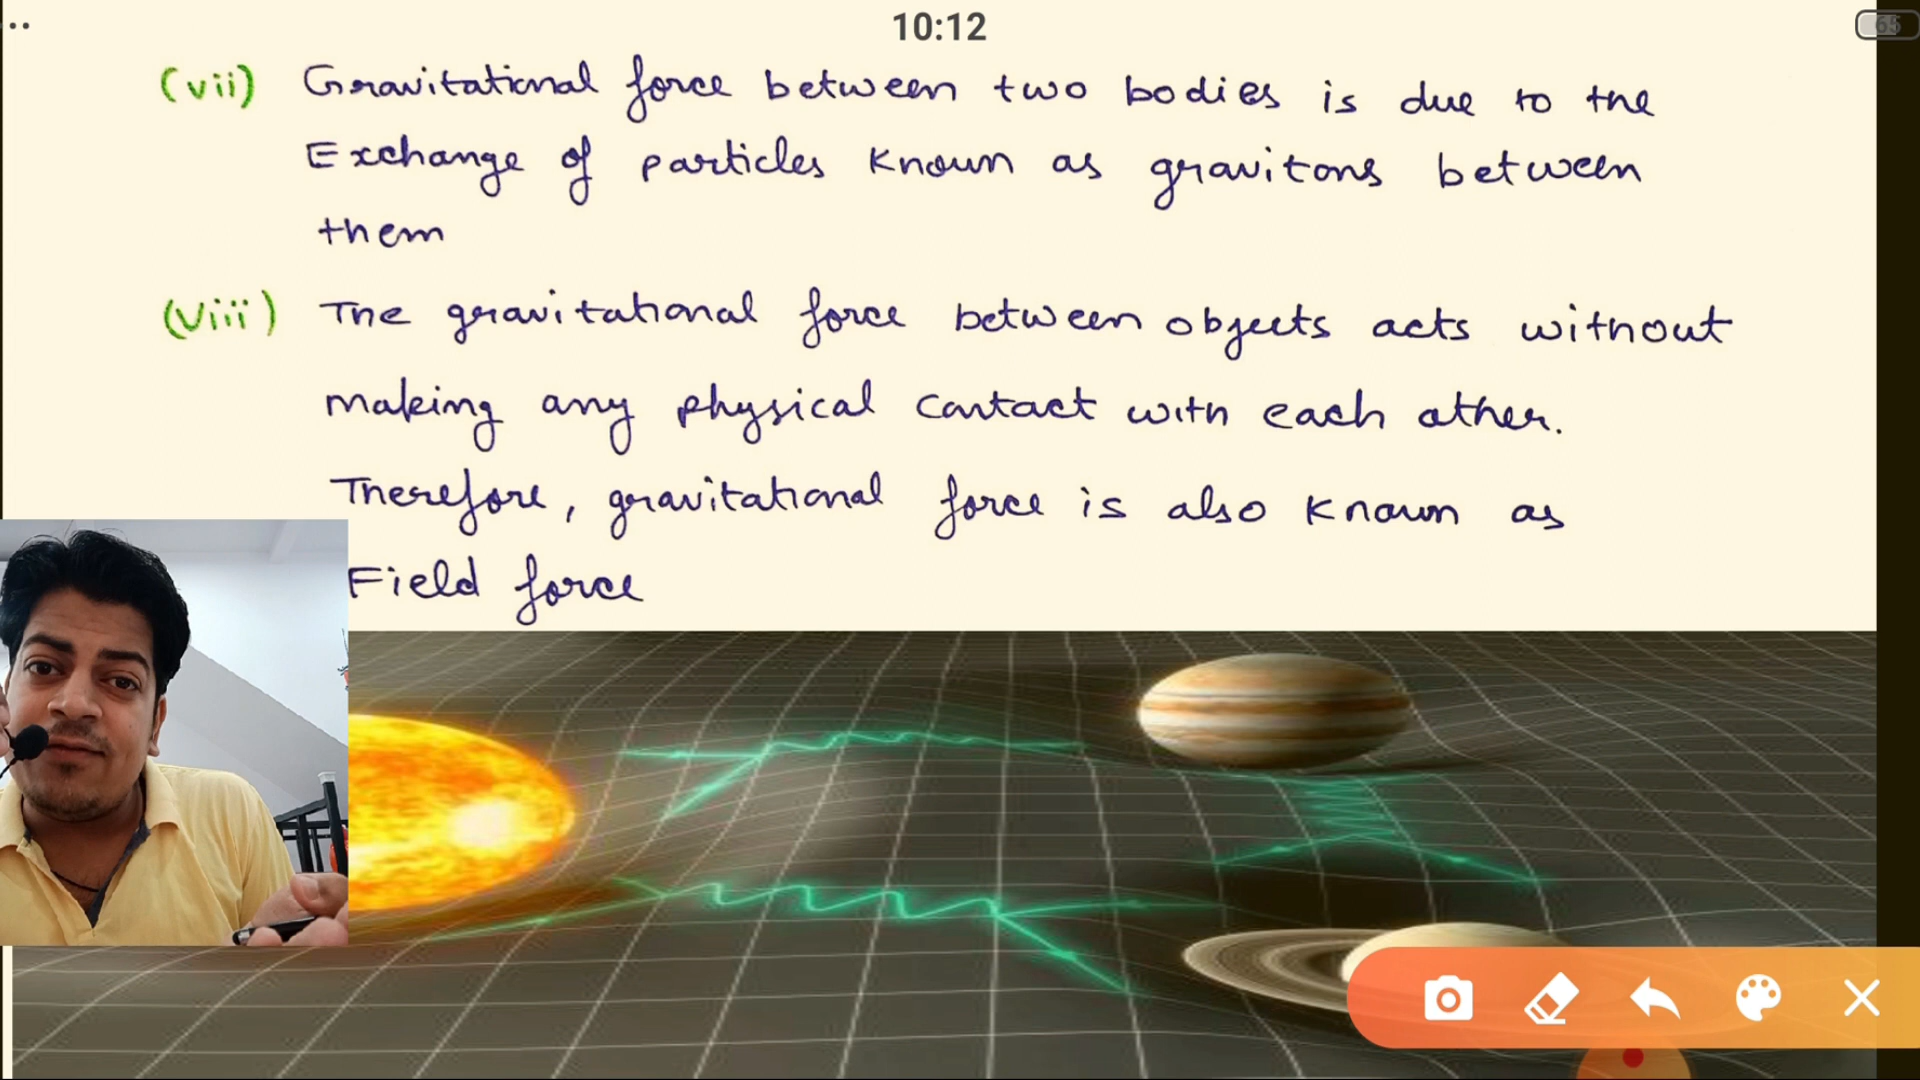 10:12
65
(vii) Gravitational force between two bodies is due to the
Exchange of particles known as gravitons between
them
(viii) The gravitational force between objects acts without
making any physical contact with each other.
Therefore, gravitational force is also known as
Field force